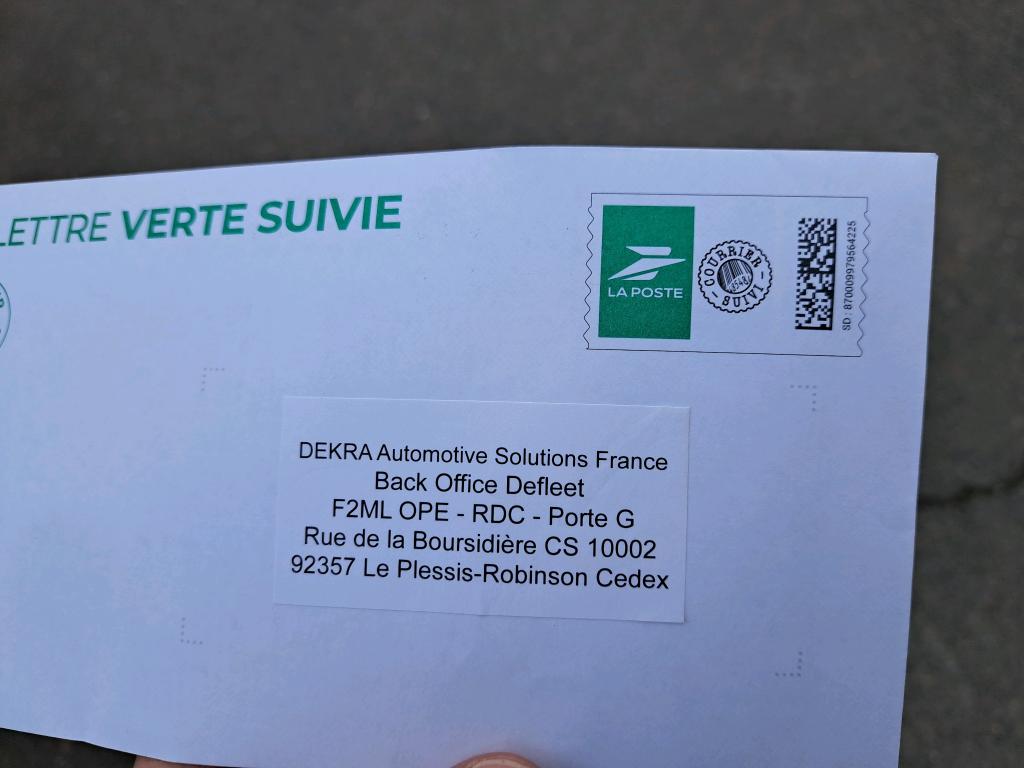 LETTRE VERTE SUIVIE
LA POSTE
COURRIER
SUIVI
SD : 870009979564225
DEKRA Automotive Solutions France
Back Office Defleet
F2ML OPE - RDC - Porte G
Rue de la Boursidière CS 10002
92357 Le Plessis-Robinson Cedex